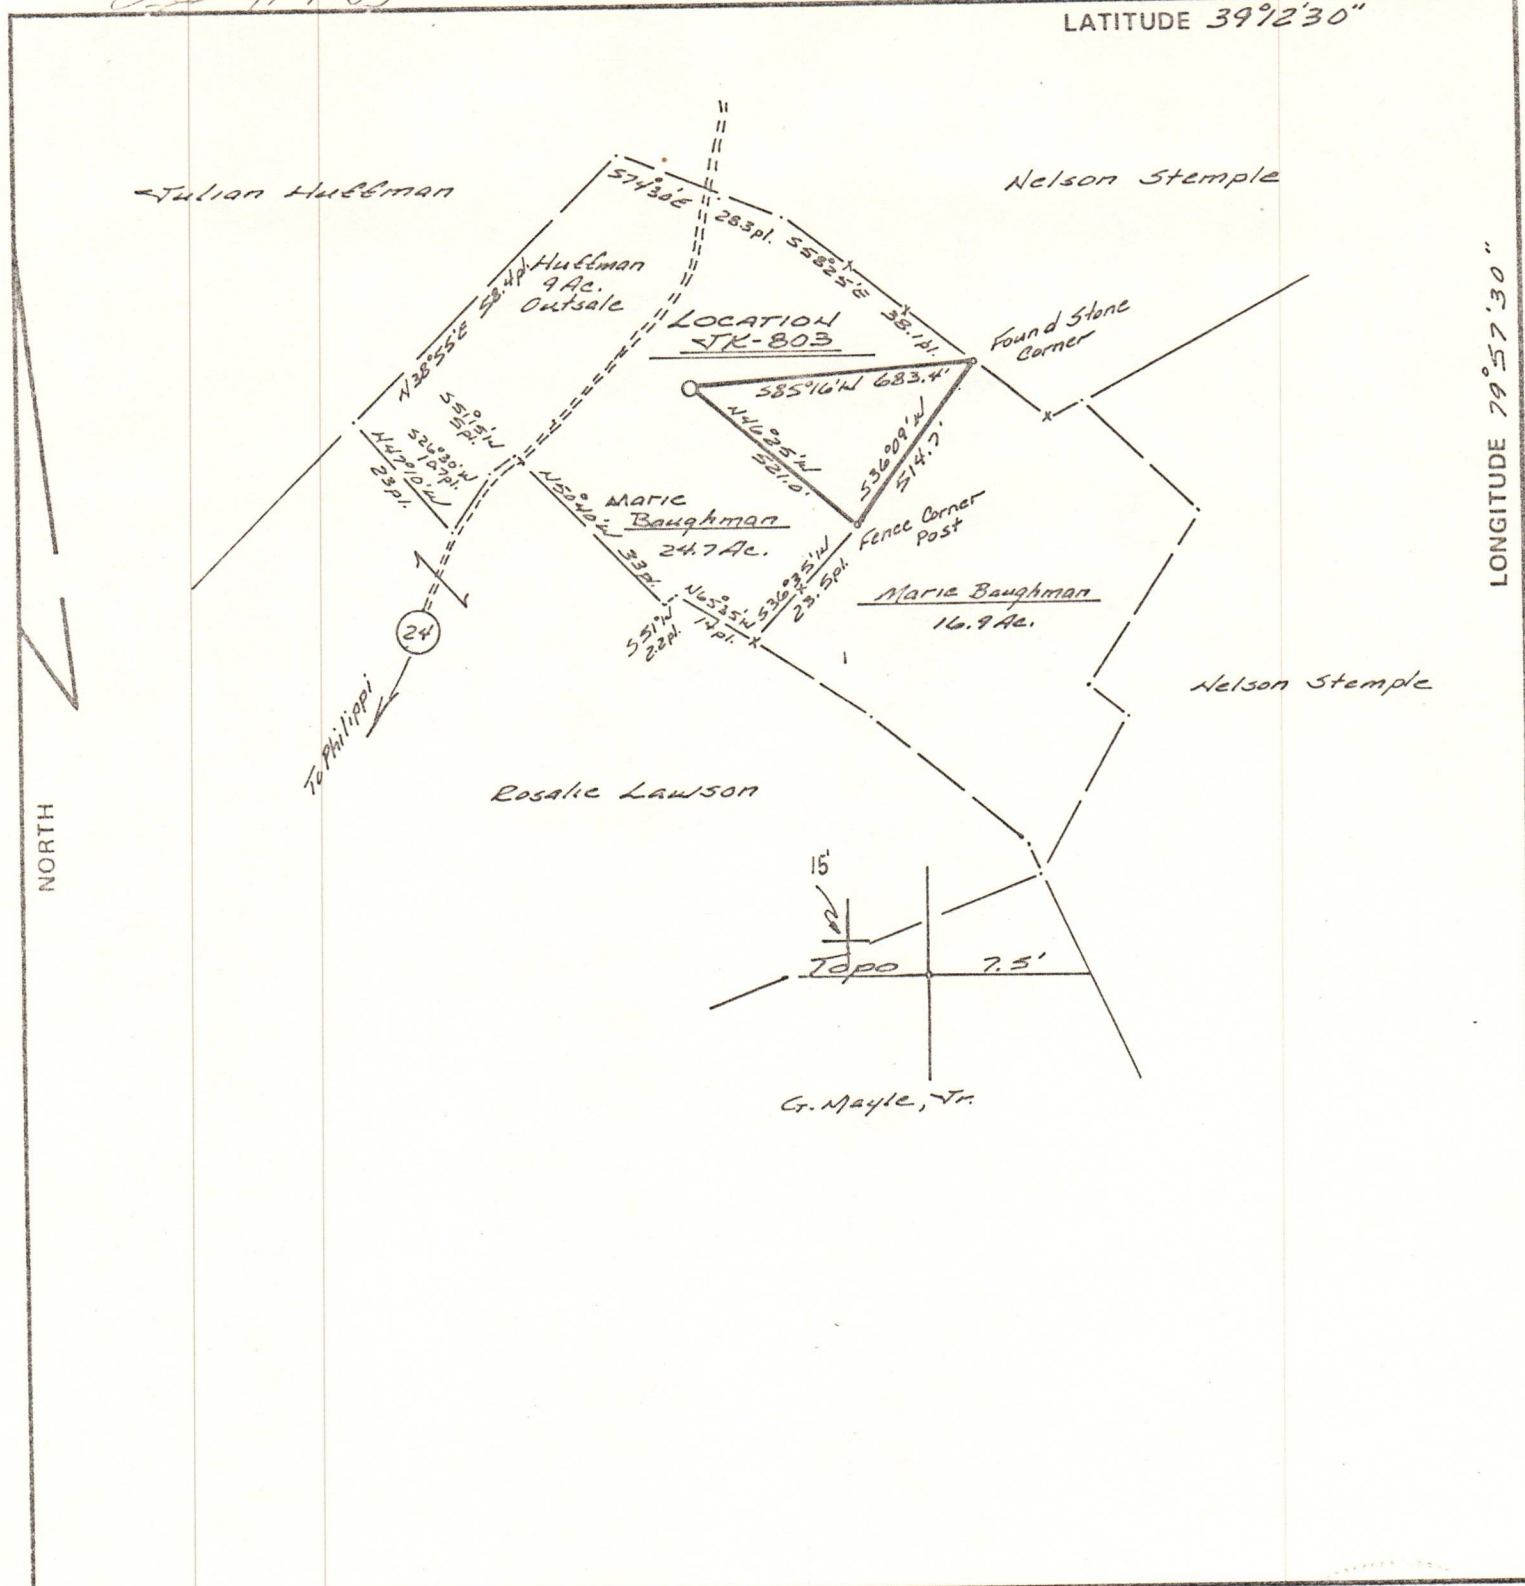 LATITUDE 39°12'30"
Julian Huffman
Nelson Stemple
S74°30'E
28.3pl.
S58°25'E
38.1pl.
Huffman
9 Ac.
Outsale
N38°55'E 58.4pl.
LONGITUDE 79°57'30"
LOCATION
JK-803
Found Stone
Corner
S85°16'W 683.4'
N46°25'W
521.0'
S36°09'W
514.7'
S51°15'W
5pl.
S26°30'W
10.7pl.
N47°10'W
23pl.
N50°40'W 33pl.
Marie
Baughman
24.7 Ac.
Fence Corner
Post
S36°35'W
23.5pl.
N65°35'W
17pl.
S51°W
2.2pl.
Marie Baughman
16.9 Ac.
24
To Philippi
Nelson Stemple
Rosalie Lawson
NORTH
15'
Topo 7.5'
G. Mayle, Jr.